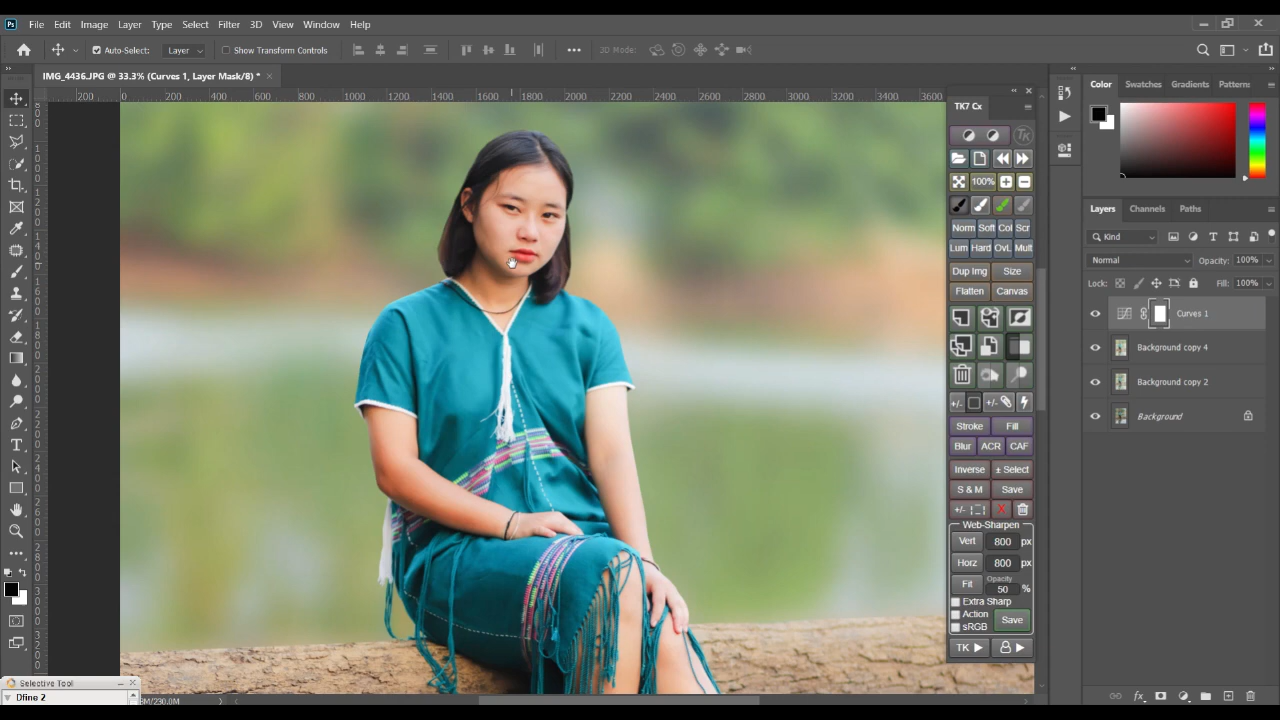 Ps File Edit Image Layer Type Select Filter 3D View Window Help
Auto-Select: Layer Show Transform Controls 3D Mode:
IMG_4436.JPG @ 33.3% (Curves 1, Layer Mask/8) *
200 0 200 400 600 800 1000 1200 1400 1600 1800 2000 2200 2400 2600 2800 3000 3200 3400 3600
TK7 Cx
TK
100%
Norm Soft Col Scr
Lum Hard OvL Mult
Dup Img Size
Flatten Canvas
+/- +/-
Stroke Fill
Blur ACR CAF
Inverse ± Select
S & M Save
+/- X
Web-Sharpen
Vert 800 px
Horz 800 px
Fit Opacity 50 %
Extra Sharp
Action
sRGB
Save
TK
Color Swatches Gradients Patterns
Layers Channels Paths
Kind
Normal Opacity: 100%
Lock: Fill: 100%
Curves 1
Background copy 4
Background copy 2
Background
fx
Selective Tool
Dfine 2
M/230.0M